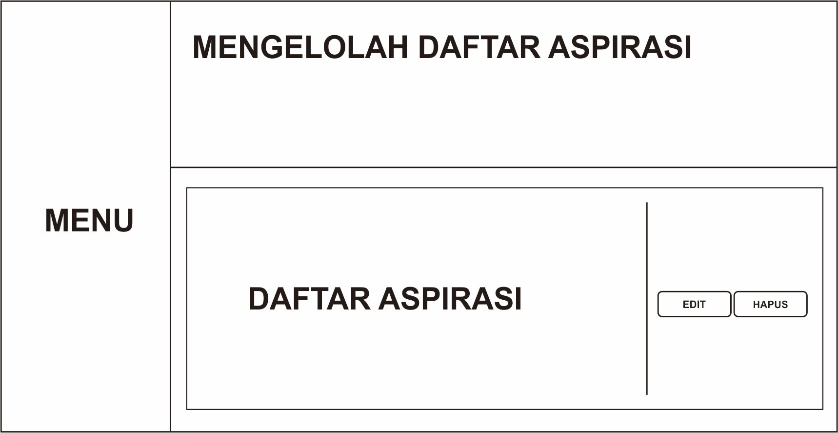 MENGELOLAH DAFTAR ASPIRASI
MENU
DAFTAR ASPIRASI
EDIT
HAPUS